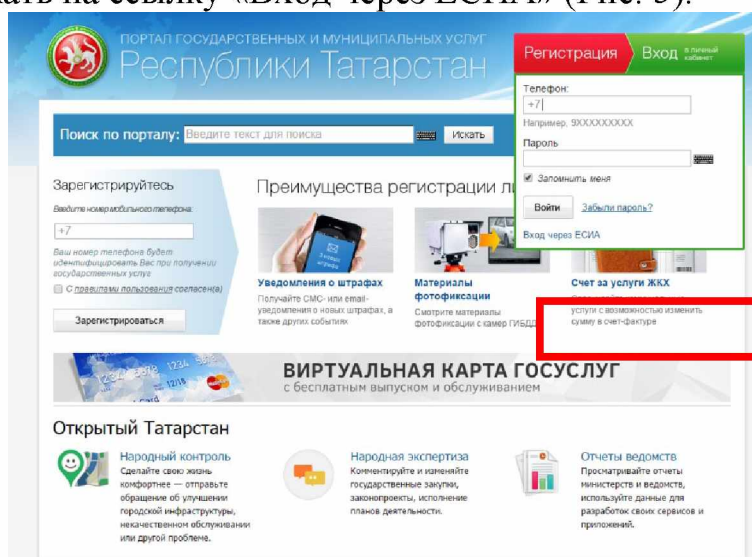 ать на ссылку «Вход через ЕСИА» (Рис. 3).
ПОРТАЛ ГОСУДАРСТВЕННЫХ И МУНИЦИПАЛЬНЫХ УСЛУГ
Республики Татарстан
Регистрация
Вход в личный кабинет
Телефон:
+7
Например, 9XXXXXXXXX
Пароль
Запомнить меня
Войти
Забыли пароль?
Вход через ЕСИА
Поиск по порталу:
Введите текст для поиска
Искать
Зарегистрируйтесь
Введите номер мобильного телефона:
+7
Ваш номер телефона будет
идентифицировать Вас при получении
государственных услуг
С правилами пользования согласен(а)
Зарегистрироваться
Преимущества регистрации
Уведомления о штрафах
Получайте СМС- или email-
уведомления о новых штрафах, а
также других событиях
Материалы
фотофиксации
Смотрите материалы
фотофиксации с камер ГИБДД
Счет за услуги ЖКХ
услуги с возможностью изменить
сумму в счет-фактуре
ВИРТУАЛЬНАЯ КАРТА ГОСУСЛУГ
с бесплатным выпуском и обслуживанием
Открытый Татарстан
Народный контроль
Сделайте свою жизнь
комфортнее — отправьте
обращение об улучшении
городской инфраструктуры,
некачественном обслуживании
или другой проблеме.
Народная экспертиза
Комментируйте и изменяйте
государственные закупки,
законопроекты, исполнение
планов деятельности.
Отчеты ведомств
Просматривайте отчеты
министерств и ведомств,
используйте данные для
разработок своих сервисов и
приложений.